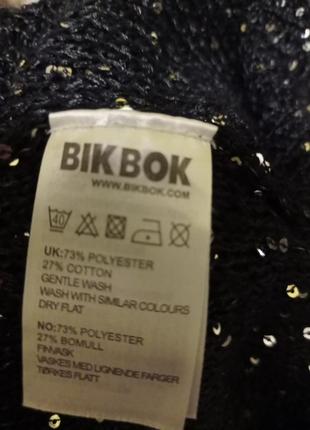 BIKBOK
WWW.BIKBOK.COM
40
UK:73% POLYESTER
27% COTTON
GENTLE WASH
WASH WITH SIMILAR COLOURS
DRY FLAT
NO:73% POLYESTER
27% BOMULL
FINVASK
VASKES MED LIGNENDE FARGER
TØRKES FLATT